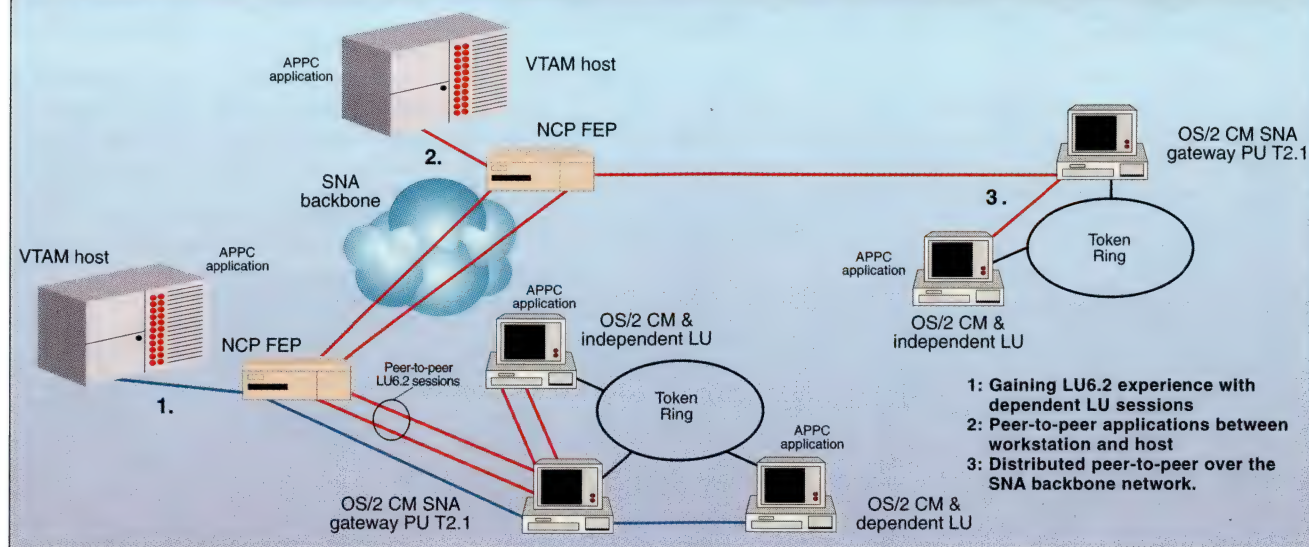 APPC
application
VTAM host
NCP FEP
2.
SNA
backbone
OS/2 CM SNA
gateway PU T2.1
3.
Token
Ring
APPC
application
OS/2 CM &
independent LU
VTAM host
APPC
application
NCP FEP
1.
Peer-to-peer
LU6.2 sessions
APPC
application
OS/2 CM &
independent LU
Token
Ring
APPC
application
OS/2 CM SNA
gateway PU T2.1
OS/2 CM &
dependent LU
1: Gaining LU6.2 experience with
dependent LU sessions
2: Peer-to-peer applications between
workstation and host
3: Distributed peer-to-peer over the
SNA backbone network.